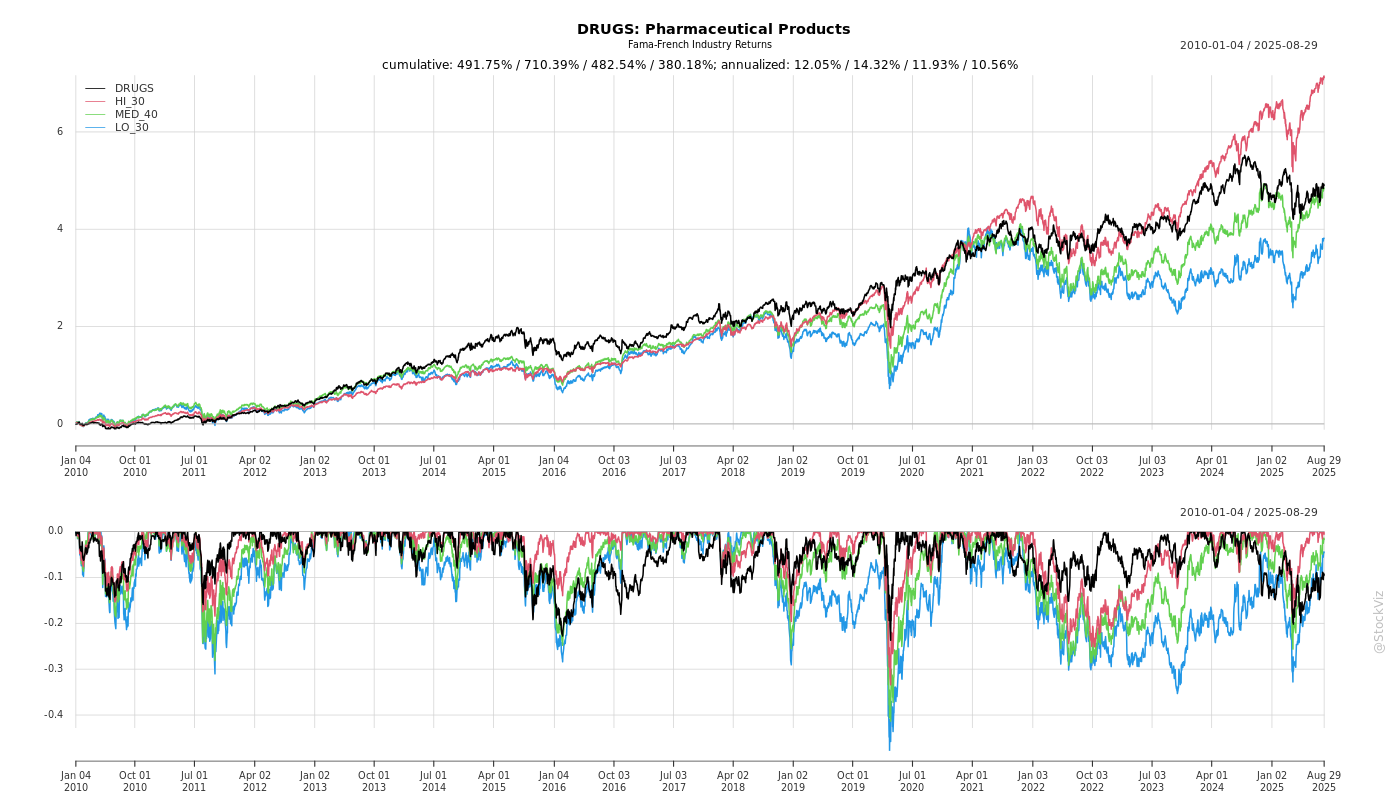 DRUGS: Pharmaceutical Products
Fama-French Industry Returns
2010-01-04 / 2025-08-29
cumulative: 491.75% / 710.39% / 482.54% / 380.18%; annualized: 12.05% / 14.32% / 11.93% / 10.56%
DRUGS
HI_30
MED_40
LO_30
6
4
2
0
Jan 04 2010
Oct 01 2010
Jul 01 2011
Apr 02 2012
Jan 02 2013
Oct 01 2013
Jul 01 2014
Apr 01 2015
Jan 04 2016
Oct 03 2016
Jul 03 2017
Apr 02 2018
Jan 02 2019
Oct 01 2019
Jul 01 2020
Apr 01 2021
Jan 03 2022
Oct 03 2022
Jul 03 2023
Apr 01 2024
Jan 02 2025
Aug 29 2025
2010-01-04 / 2025-08-29
0.0
-0.1
-0.2
-0.3
-0.4
Jan 04 2010
Oct 01 2010
Jul 01 2011
Apr 02 2012
Jan 02 2013
Oct 01 2013
Jul 01 2014
Apr 01 2015
Jan 04 2016
Oct 03 2016
Jul 03 2017
Apr 02 2018
Jan 02 2019
Oct 01 2019
Jul 01 2020
Apr 01 2021
Jan 03 2022
Oct 03 2022
Jul 03 2023
Apr 01 2024
Jan 02 2025
Aug 29 2025
@StockViz